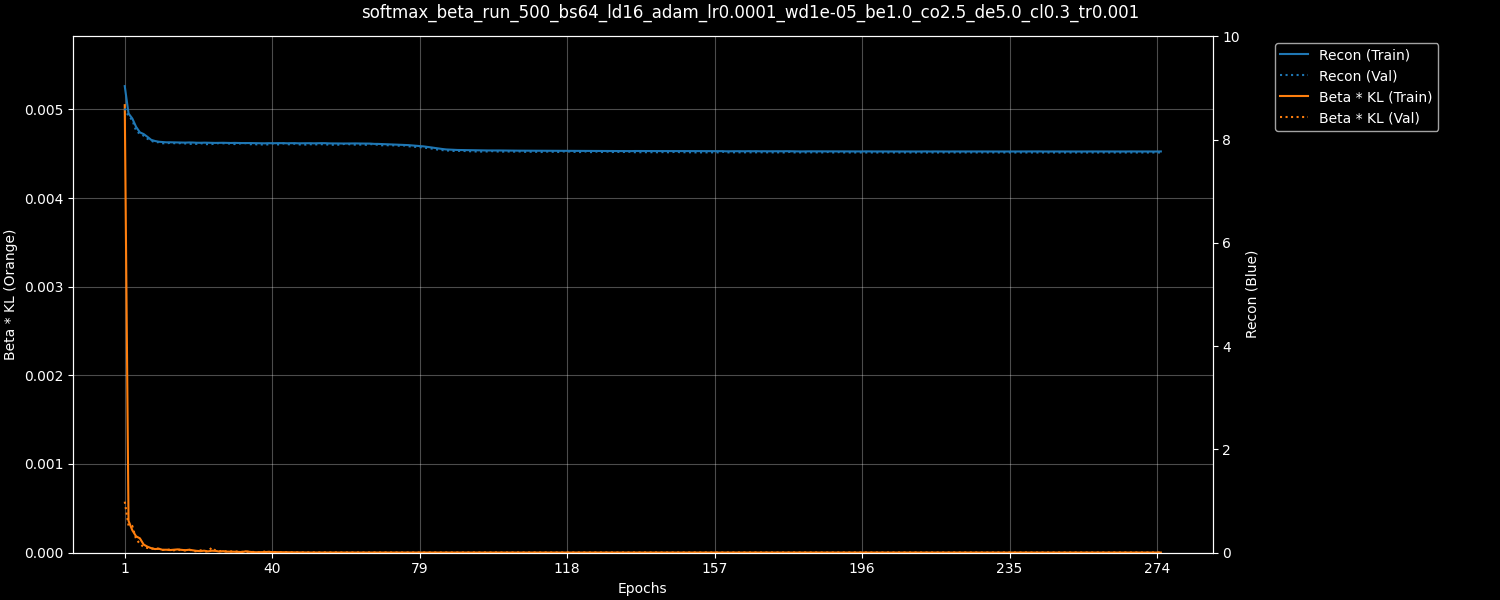 softmax_beta_run_500_bs64_ld16_adam_lr0.0001_wd1e-05_be1.0_co2.5_de5.0_cl0.3_tr0.001
Beta * KL (Orange)
0.005
0.004
0.003
0.002
0.001
0.000
1 40 79 118 157 196 235 274
Epochs
10
8
6
4
2
0
Recon (Blue)
Recon (Train)
Recon (Val)
Beta * KL (Train)
Beta * KL (Val)